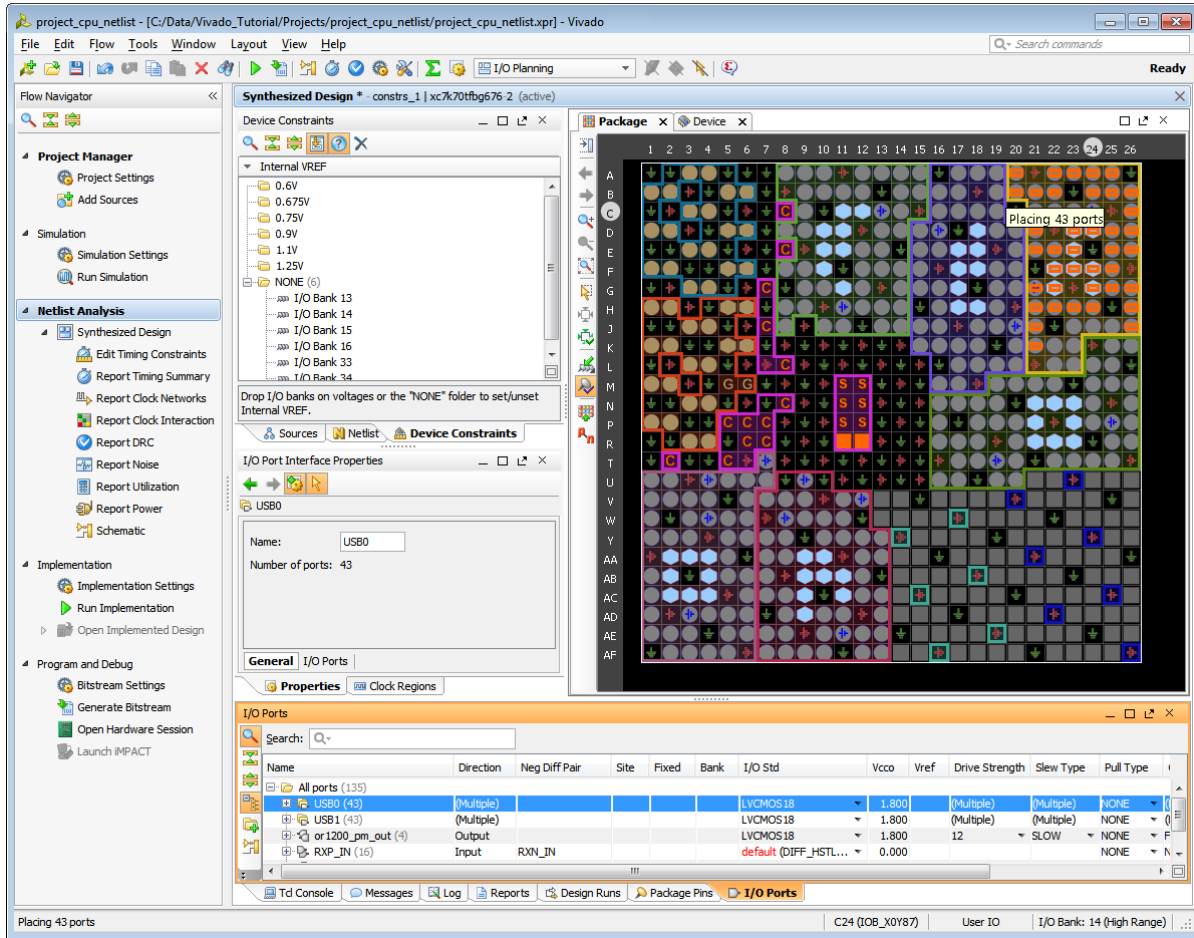 project_cpu_netlist - [C:/Data/Vivado_Tutorial/Projects/project_cpu_netlist/project_cpu_netlist.xpr] - Vivado
File Edit Flow Tools Window Layout View Help
Search commands
I/O Planning
Ready
Flow Navigator
Project Manager
Project Settings
Add Sources
Simulation
Simulation Settings
Run Simulation
Netlist Analysis
Synthesized Design
Edit Timing Constraints
Report Timing Summary
Report Clock Networks
Report Clock Interaction
Report DRC
Report Noise
Report Utilization
Report Power
Schematic
Implementation
Implementation Settings
Run Implementation
Open Implemented Design
Program and Debug
Bitstream Settings
Generate Bitstream
Open Hardware Session
Launch iMPACT
Synthesized Design * - constrs_1 | xc7k70tfbg676-2 (active)
Device Constraints
Internal VREF
0.6V
0.675V
0.75V
0.9V
1.1V
1.25V
NONE (6)
I/O Bank 13
I/O Bank 14
I/O Bank 15
I/O Bank 16
I/O Bank 33
I/O Bank 34
Drop I/O banks on voltages or the "NONE" folder to set/unset
Internal VREF.
Sources Netlist Device Constraints
I/O Port Interface Properties
USB0
Name: USB0
Number of ports: 43
General I/O Ports
Properties Clock Regions
Package Device
1 2 3 4 5 6 7 8 9 10 11 12 13 14 15 16 17 18 19 20 21 22 23 24 25 26
A
B
C C
Placing 43 ports
D
E C
F
G C
H
J C
K
L C
M G G S S
N C S S
P C C C S S
R C C
T C C
U
V
W
Y
AA
AB
AC
AD
AE
AF
I/O Ports
Search:
Name Direction Neg Diff Pair Site Fixed Bank I/O Std Vcco Vref Drive Strength Slew Type Pull Type
All ports (135)
USB0 (43) (Multiple) LVCMOS18 1.800 (Multiple) (Multiple) NONE
USB1 (43) (Multiple) LVCMOS18 1.800 (Multiple) (Multiple) NONE
or1200_pm_out (4) Output LVCMOS18 1.800 12 SLOW NONE
RXP_IN (16) Input RXN_IN default (DIFF_HSTL... 0.000 NONE
Tcl Console Messages Log Reports Design Runs Package Pins I/O Ports
Placing 43 ports C24 (IOB_X0Y87) User IO I/O Bank: 14 (High Range)